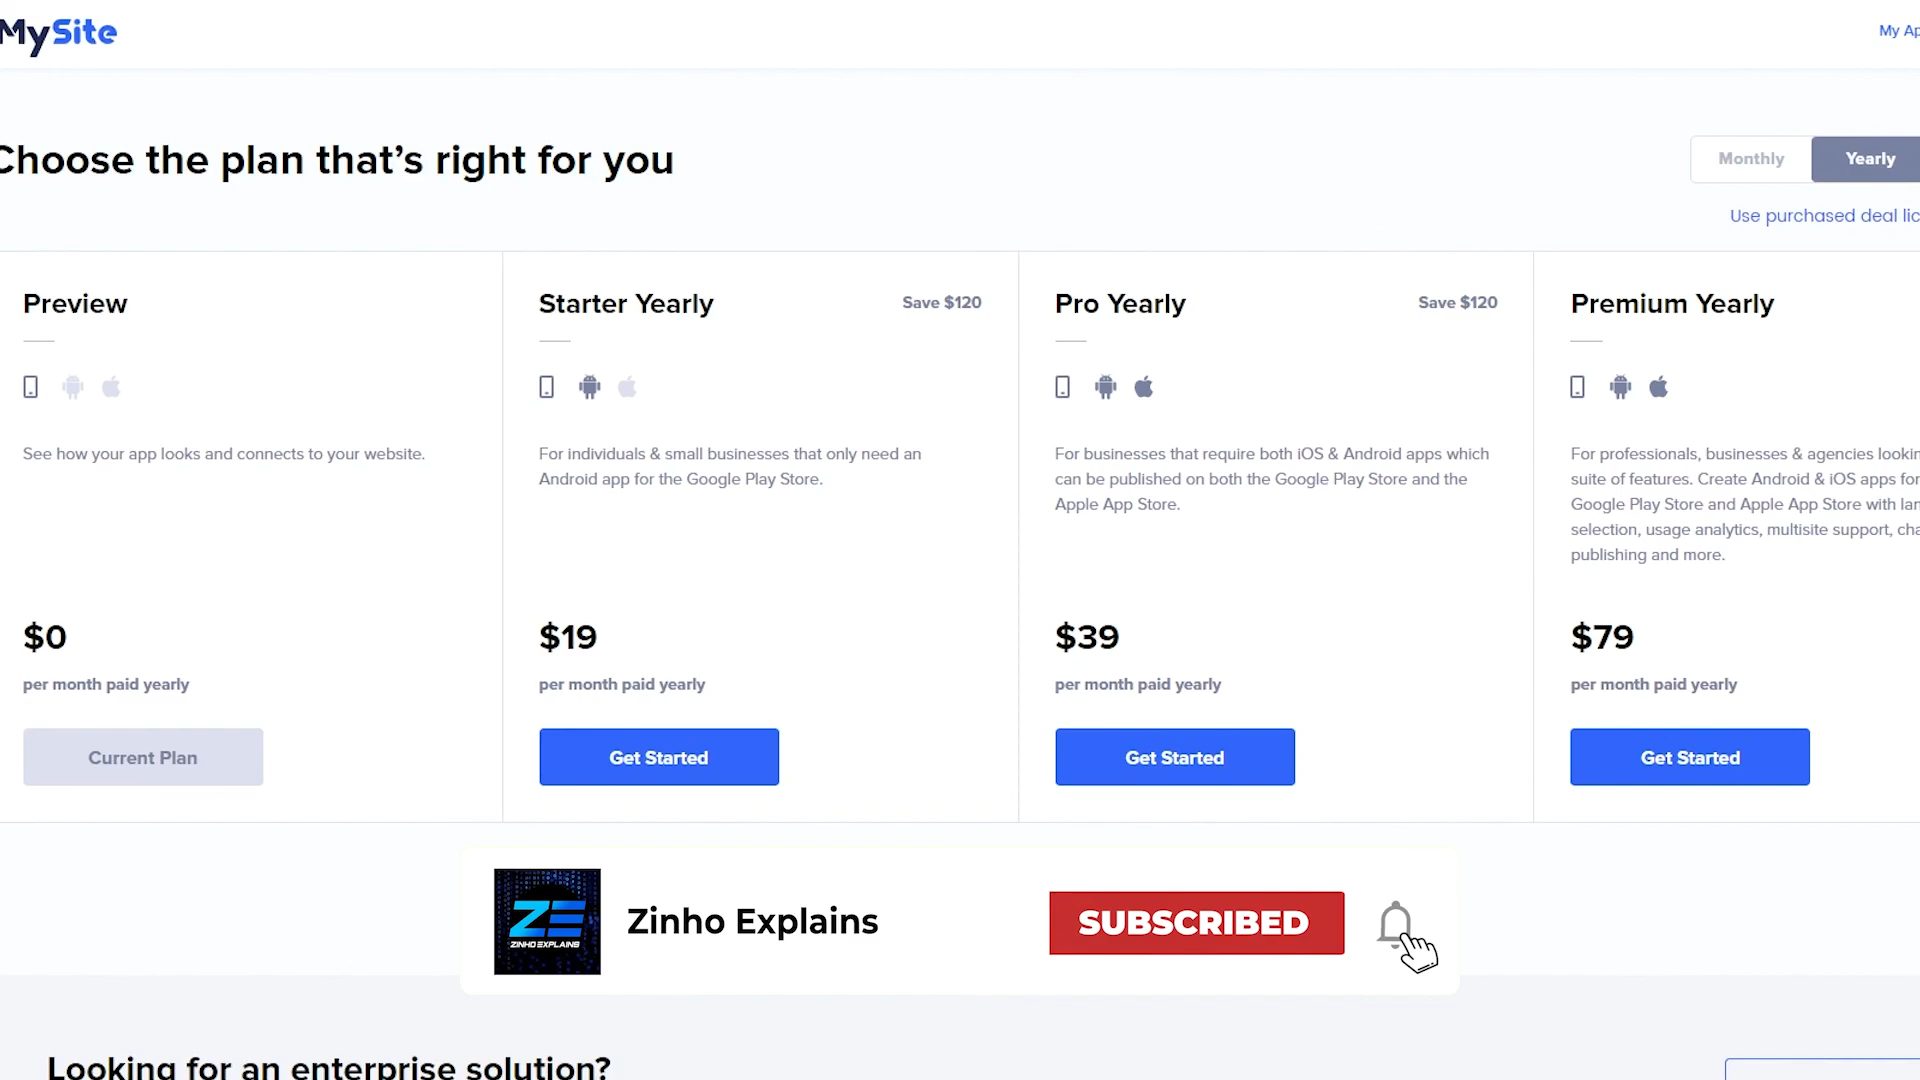 MySite
My Ap
Choose the plan that's right for you
Monthly
Yearly
Use purchased deal lic
Preview
See how your app looks and connects to your website.
$0
per month paid yearly
Current Plan
Starter Yearly
Save $120
For individuals & small businesses that only need an
Android app for the Google Play Store.
$19
per month paid yearly
Get Started
Pro Yearly
Save $120
For businesses that require both iOS & Android apps which
can be published on both the Google Play Store and the
Apple App Store.
$39
per month paid yearly
Get Started
Premium Yearly
For professionals, businesses & agencies lookin
suite of features. Create Android & iOS apps for
Google Play Store and Apple App Store with lan
selection, usage analytics, multisite support, cha
publishing and more.
$79
per month paid yearly
Get Started
ZE
ZINHO EXPLAINS
Zinho Explains
SUBSCRIBED
Looking for an enterprise solution?